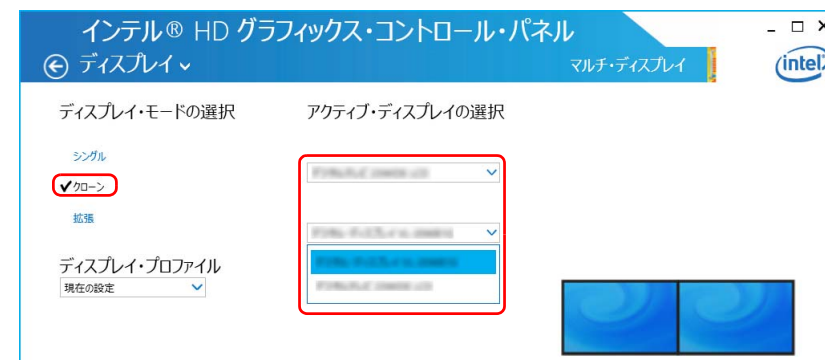 インテル® HD グラフィックス・コントロール・パネル
ディスプレイ
マルチ・ディスプレイ
intel
ディスプレイ・モードの選択
アクティブ・ディスプレイの選択
シングル
✔クローン
拡張
ディスプレイ・プロファイル
現在の設定